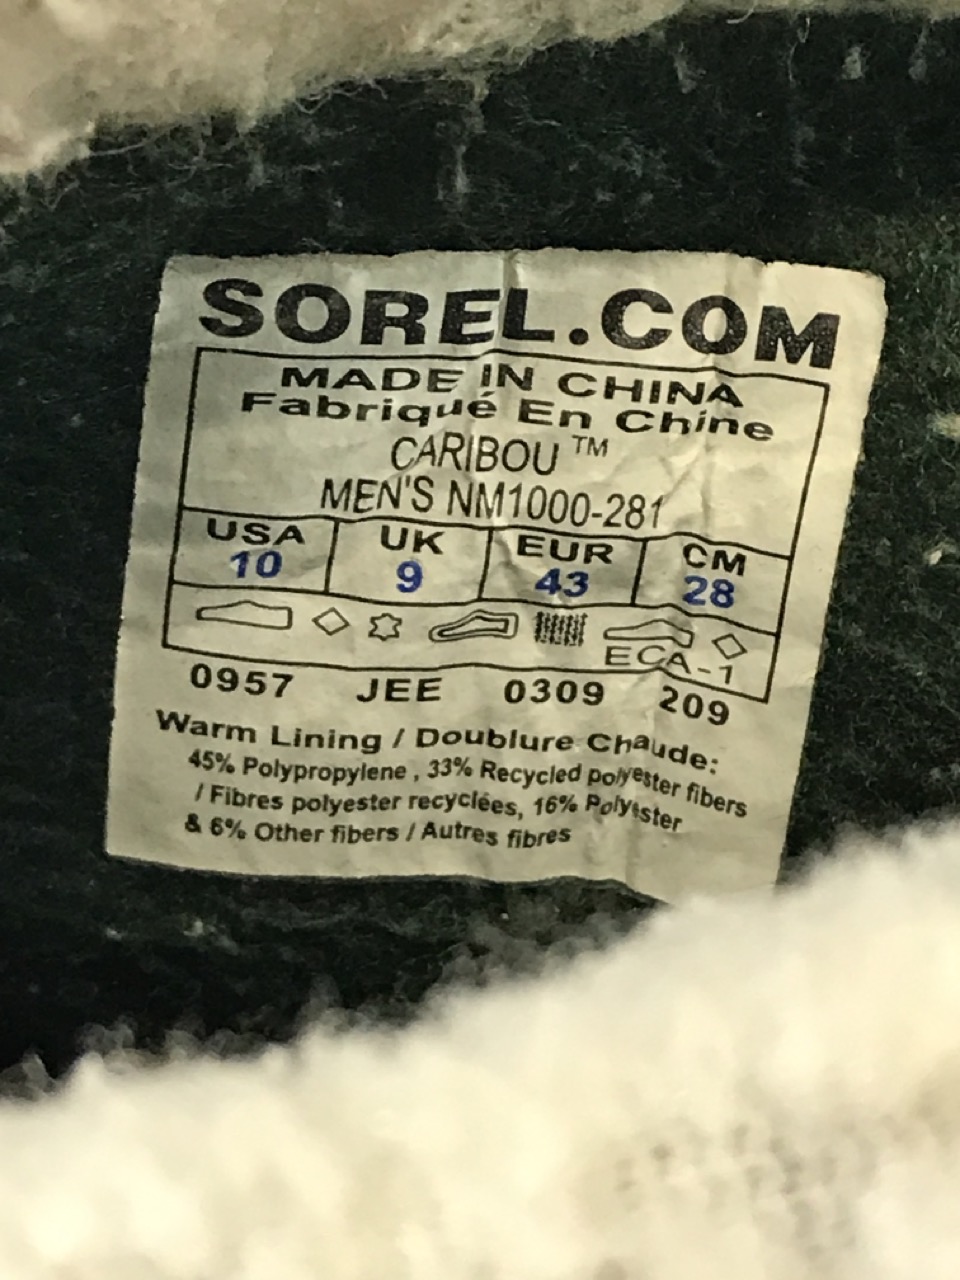 SOREL.COM
MADE IN CHINA
Fabriqué En Chine
CARIBOU™
MEN'S NM1000-281
USA UK EUR CM
10 9 43 28
ECA-1
0957 JEE 0309 209
Warm Lining / Doublure Chaude:
45% Polypropylene , 33% Recycled polyester fibers
/ Fibres polyester recyclées, 16% Polyester
& 6% Other fibers / Autres fibres